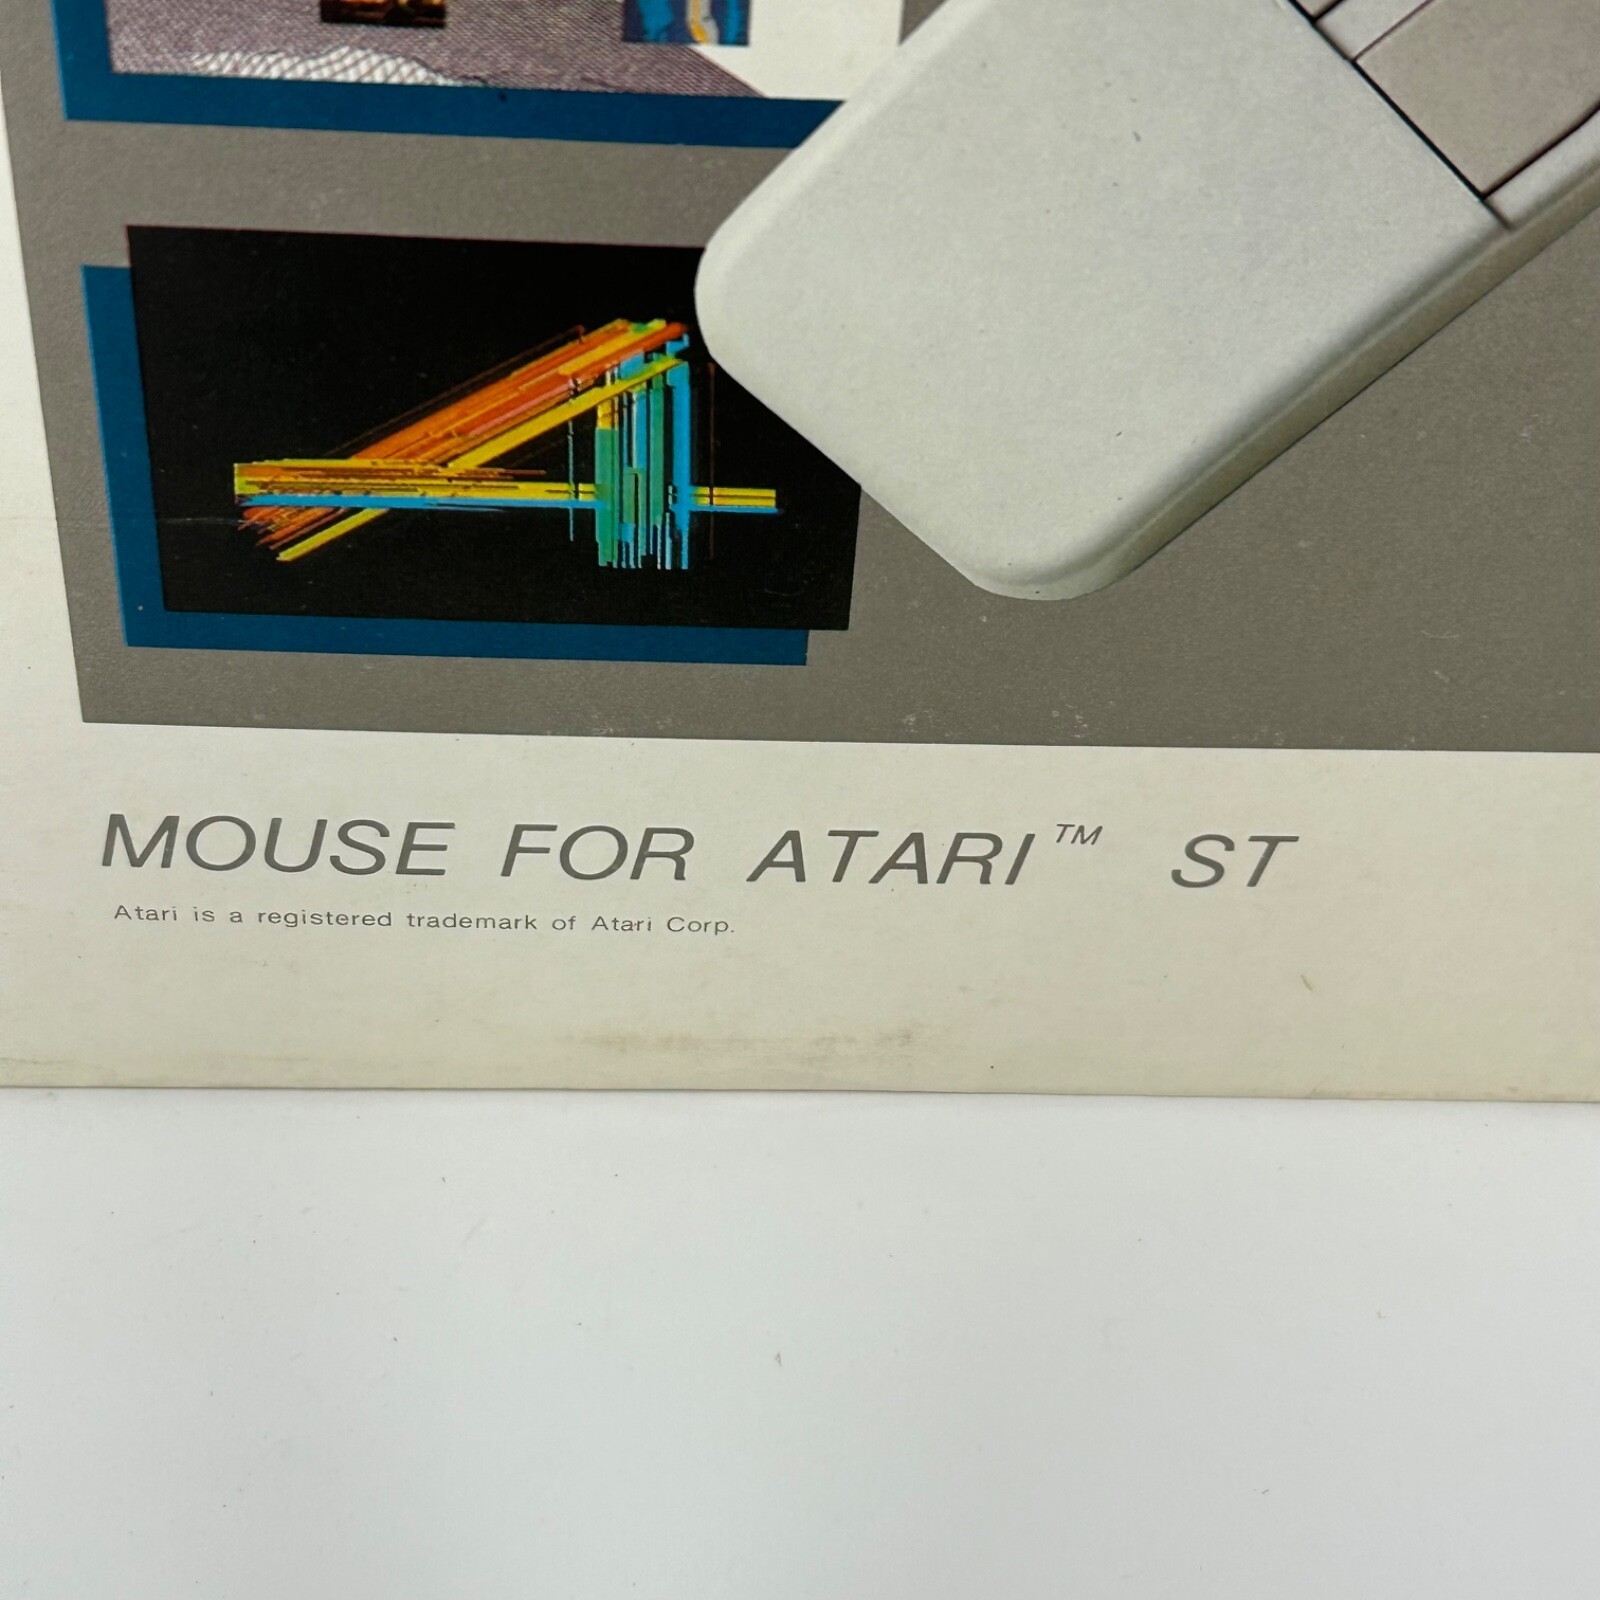 MOUSE FOR ATARI™ ST
Atari is a registered trademark of Atari Corp.